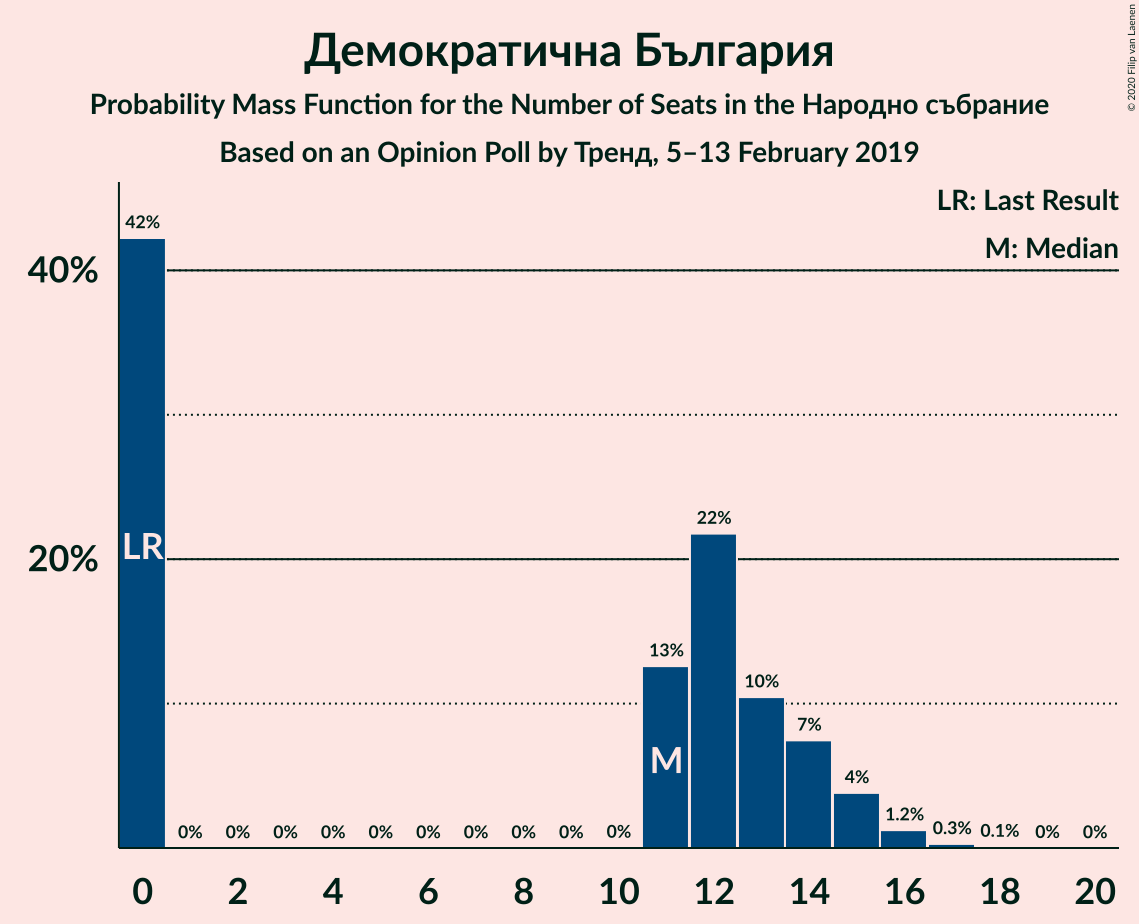 Демократична България
Probability Mass Function for the Number of Seats in the Народно събрание
Based on an Opinion Poll by Тренд, 5–13 February 2019
© 2020 Filip van Laenen
LR: Last Result
M: Median
42%
40%
22%
LR
20%
13%
10%
7%
M
4%
1.2%
0% 0% 0% 0% 0% 0% 0% 0% 0% 0% 0.3% 0.1% 0% 0%
0 2 4 6 8 10 12 14 16 18 20